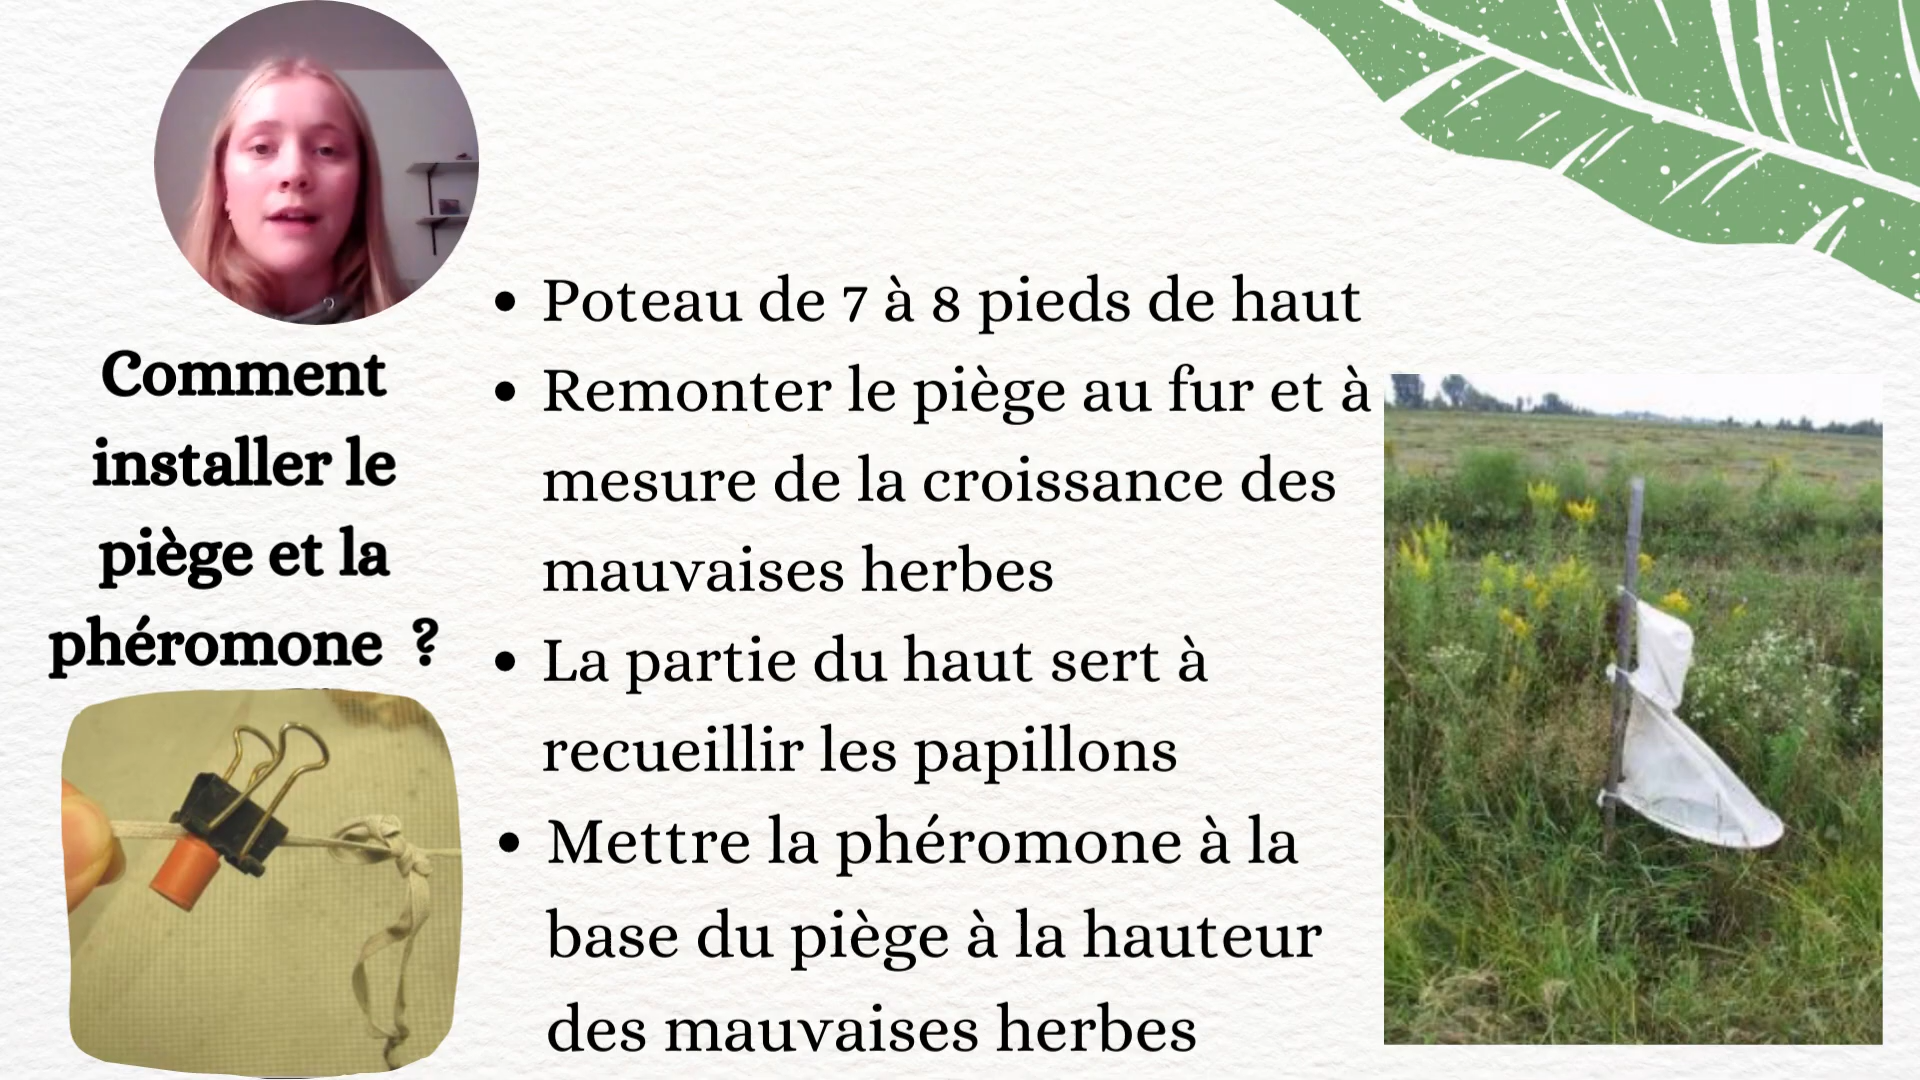 Comment
installer le
piège et la
phéromone ?
• Poteau de 7 à 8 pieds de haut
• Remonter le piège au fur et à
mesure de la croissance des
mauvaises herbes
• La partie du haut sert à
recueillir les papillons
• Mettre la phéromone à la
base du piège à la hauteur
des mauvaises herbes